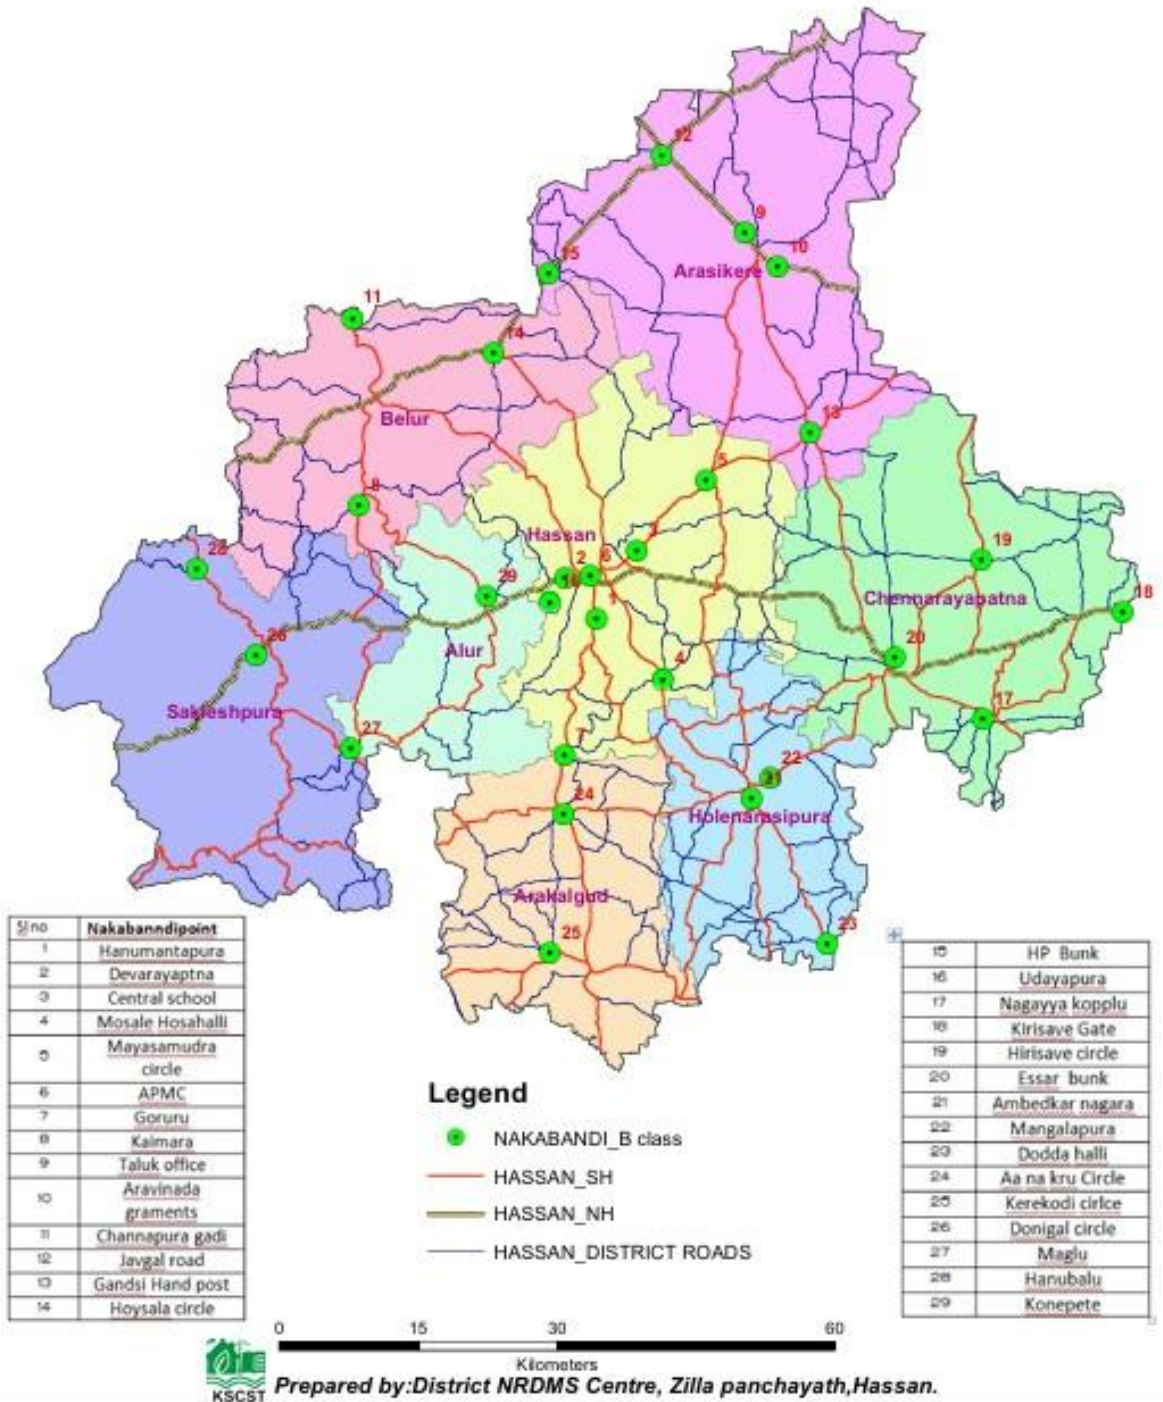 12
9
10
Arasikere
15
11
14
Belur
13
5
8
Hassan
3
28
2
6
19
29
16
1
Chennarayapatna
18
26
Alur
20
4
Sakleshpura
27
17
7
22
21
24
Holenarasipura
Arakalgud
25
23
Sl no Nakabanndipoint
1 Hanumantapura
2 Devarayaptna
3 Central school
4 Mosale Hosahalli
5 Mayasamudra
circle
6 APMC
7 Goruru
8 Kaimara
9 Taluk office
10 Aravinada
graments
11 Channapura gadi
12 Javgal road
13 Gandsi Hand post
14 Hoysala circle
15 HP Bunk
16 Udayapura
17 Nagayya kopplu
18 Kirisave Gate
19 Hirisave circle
20 Essar bunk
21 Ambedkar nagara
22 Mangalapura
23 Dodda halli
24 Aa na kru Circle
25 Kerekodi cirlce
26 Donigal circle
27 Maglu
28 Hanubalu
29 Konepete
Legend
NAKABANDI_B class
HASSAN_SH
HASSAN_NH
HASSAN_DISTRICT ROADS
0 15 30 60
Kilometers
KSCST
Prepared by:District NRDMS Centre, Zilla panchayath,Hassan.